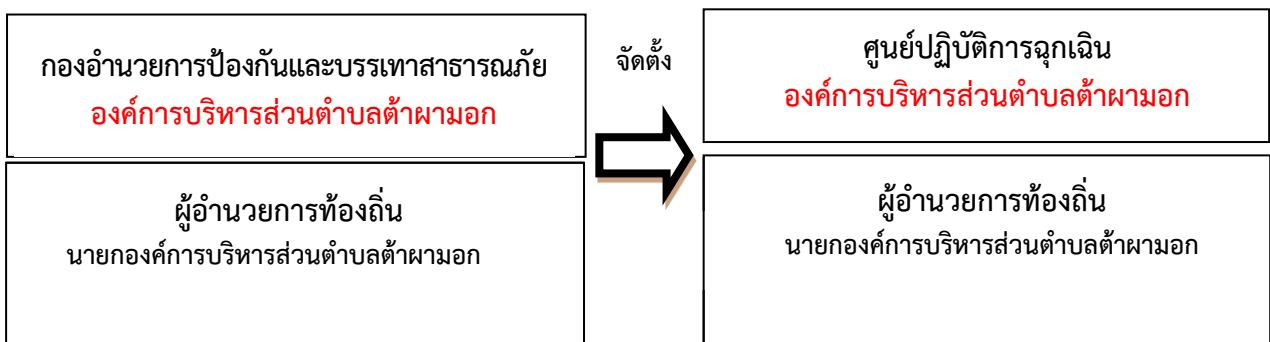 กองอำนวยการป้องกันและบรรเทาสาธารณภัย
องค์การบริหารส่วนตำบลต้าผามอก
ผู้อำนวยการท้องถิ่น
นายกองค์การบริหารส่วนตำบลต้าผามอก
จัดตั้ง
ศูนย์ปฏิบัติการฉุกเฉิน
องค์การบริหารส่วนตำบลต้าผามอก
ผู้อำนวยการท้องถิ่น
นายกองค์การบริหารส่วนตำบลต้าผามอก